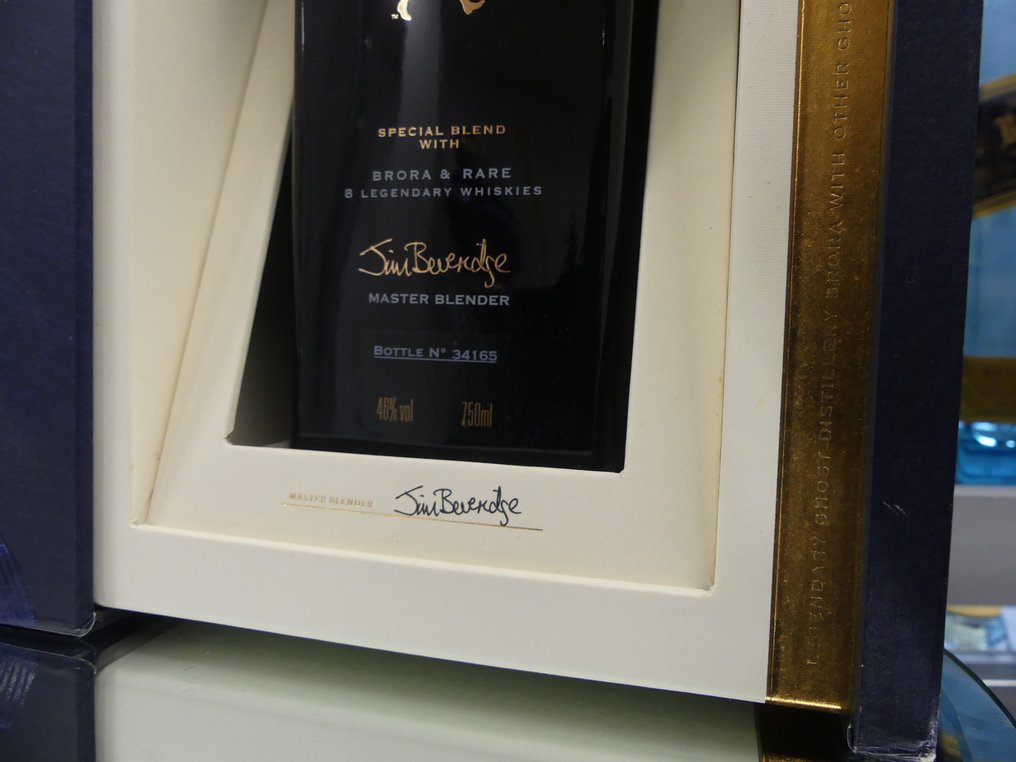 SPECIAL BLEND
WITH
BRORA & RARE
8 LEGENDARY WHISKIES
Jim Beveridge
MASTER BLENDER
BOTTLE Nº 34165
46% vol 750ml
MASTER BLENDER Jim Beveridge
LEGENDARY GHOST DISTILLERY BRORA WITH OTHER